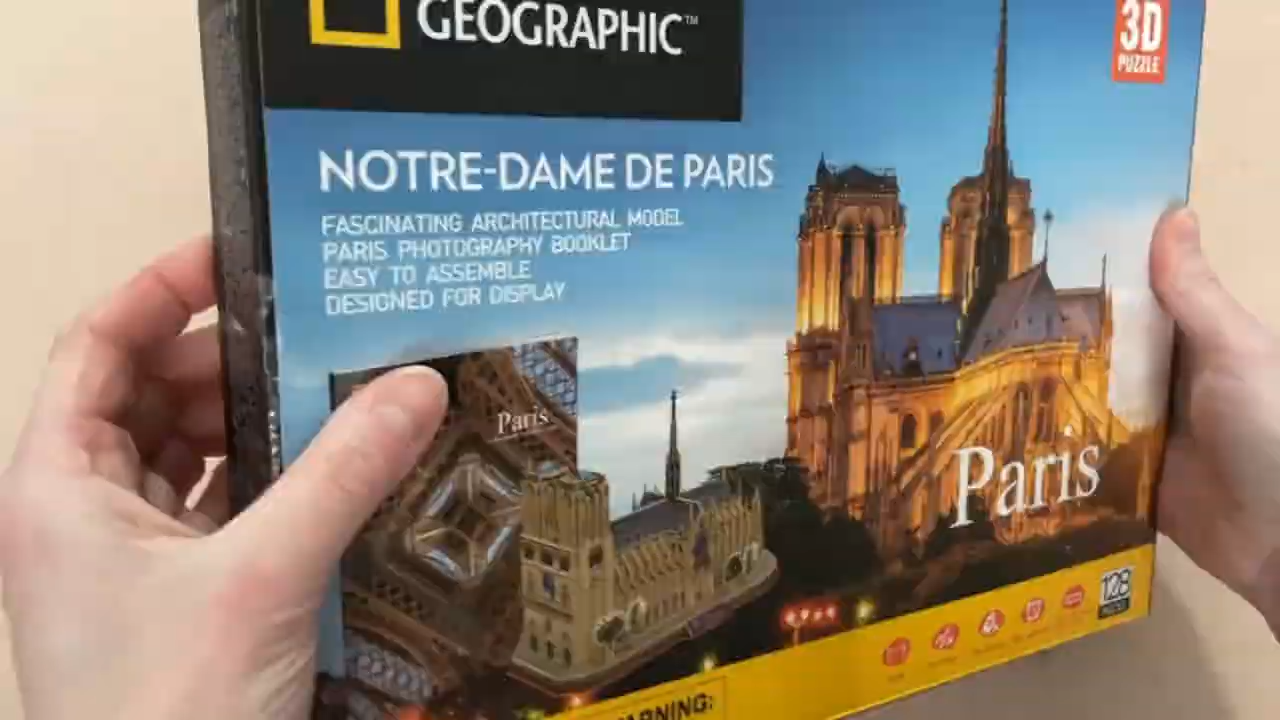 GEOGRAPHIC™
3D
PUZZLE
NOTRE-DAME DE PARIS
FASCINATING ARCHITECTURAL MODEL
PARIS PHOTOGRAPHY BOOKLET
EASY TO ASSEMBLE
DESIGNED FOR DISPLAY
Paris
Paris
128